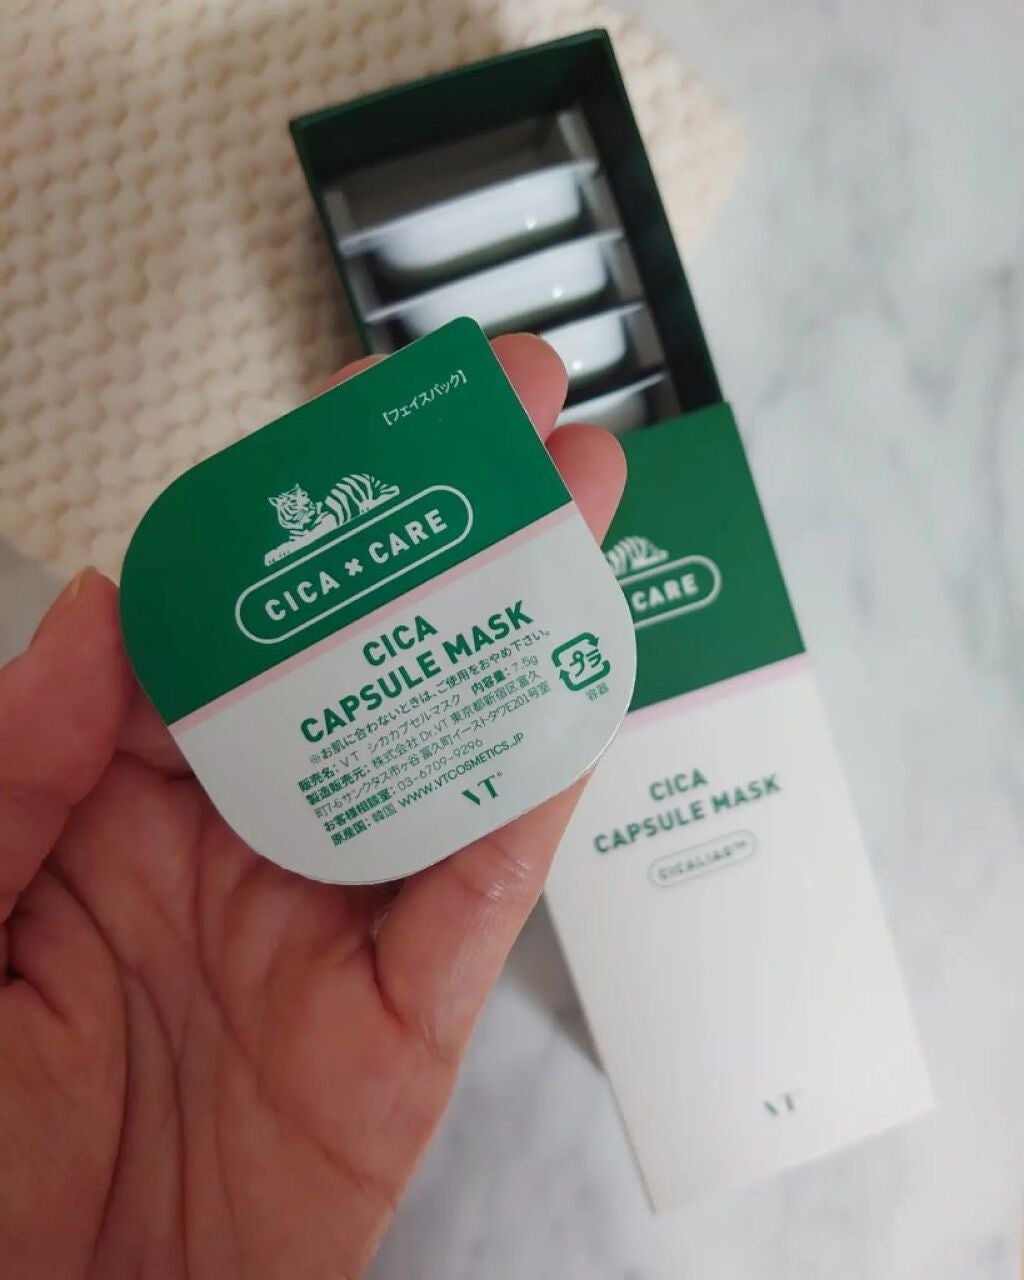 【フェイスパック】
CICA × CARE
CICA
CAPSULE MASK
※お肌に合わないときは、ご使用をおやめ下さい。
販売名: VT シカカプセルマスク 内容量: 7.5g
製造販売元: 株式会社 Dr.VT 東京都新宿区富久
町7-6 サンクタス市ヶ谷 富久町イーストタワE201号室
お客様相談室: 03-6709-9296
原産国: 韓国 WWW.VTCOSMETICS.JP
VT
プラ
容器
CARE
CICA
CAPSULE MASK
CICALIAQ™
VT